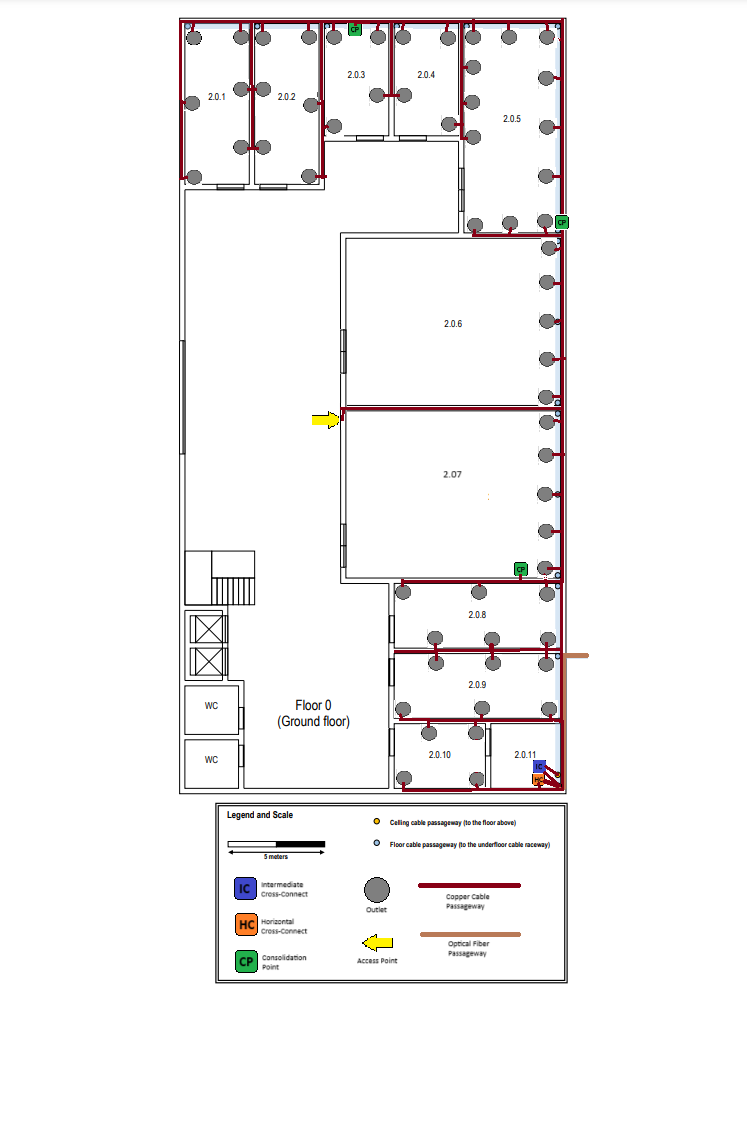 CP
2.0.1
2.0.2
2.0.3
2.0.4
2.0.5
CP
2.0.6
2.07
CP
2.0.8
2.0.9
WC
Floor 0
(Ground floor)
WC
2.0.10
2.0.11
IC
HC
Legend and Scale
5 meters
Celling cable passageway (to the floor above)
Floor cable passageway (to the underfloor cable raceway)
IC
Intermediate
Cross-Connect
HC
Horizontal
Cross-Connect
CP
Consolidation
Point
Outlet
Access Point
Copper Cable
Passageway
Optical Fiber
Passageway